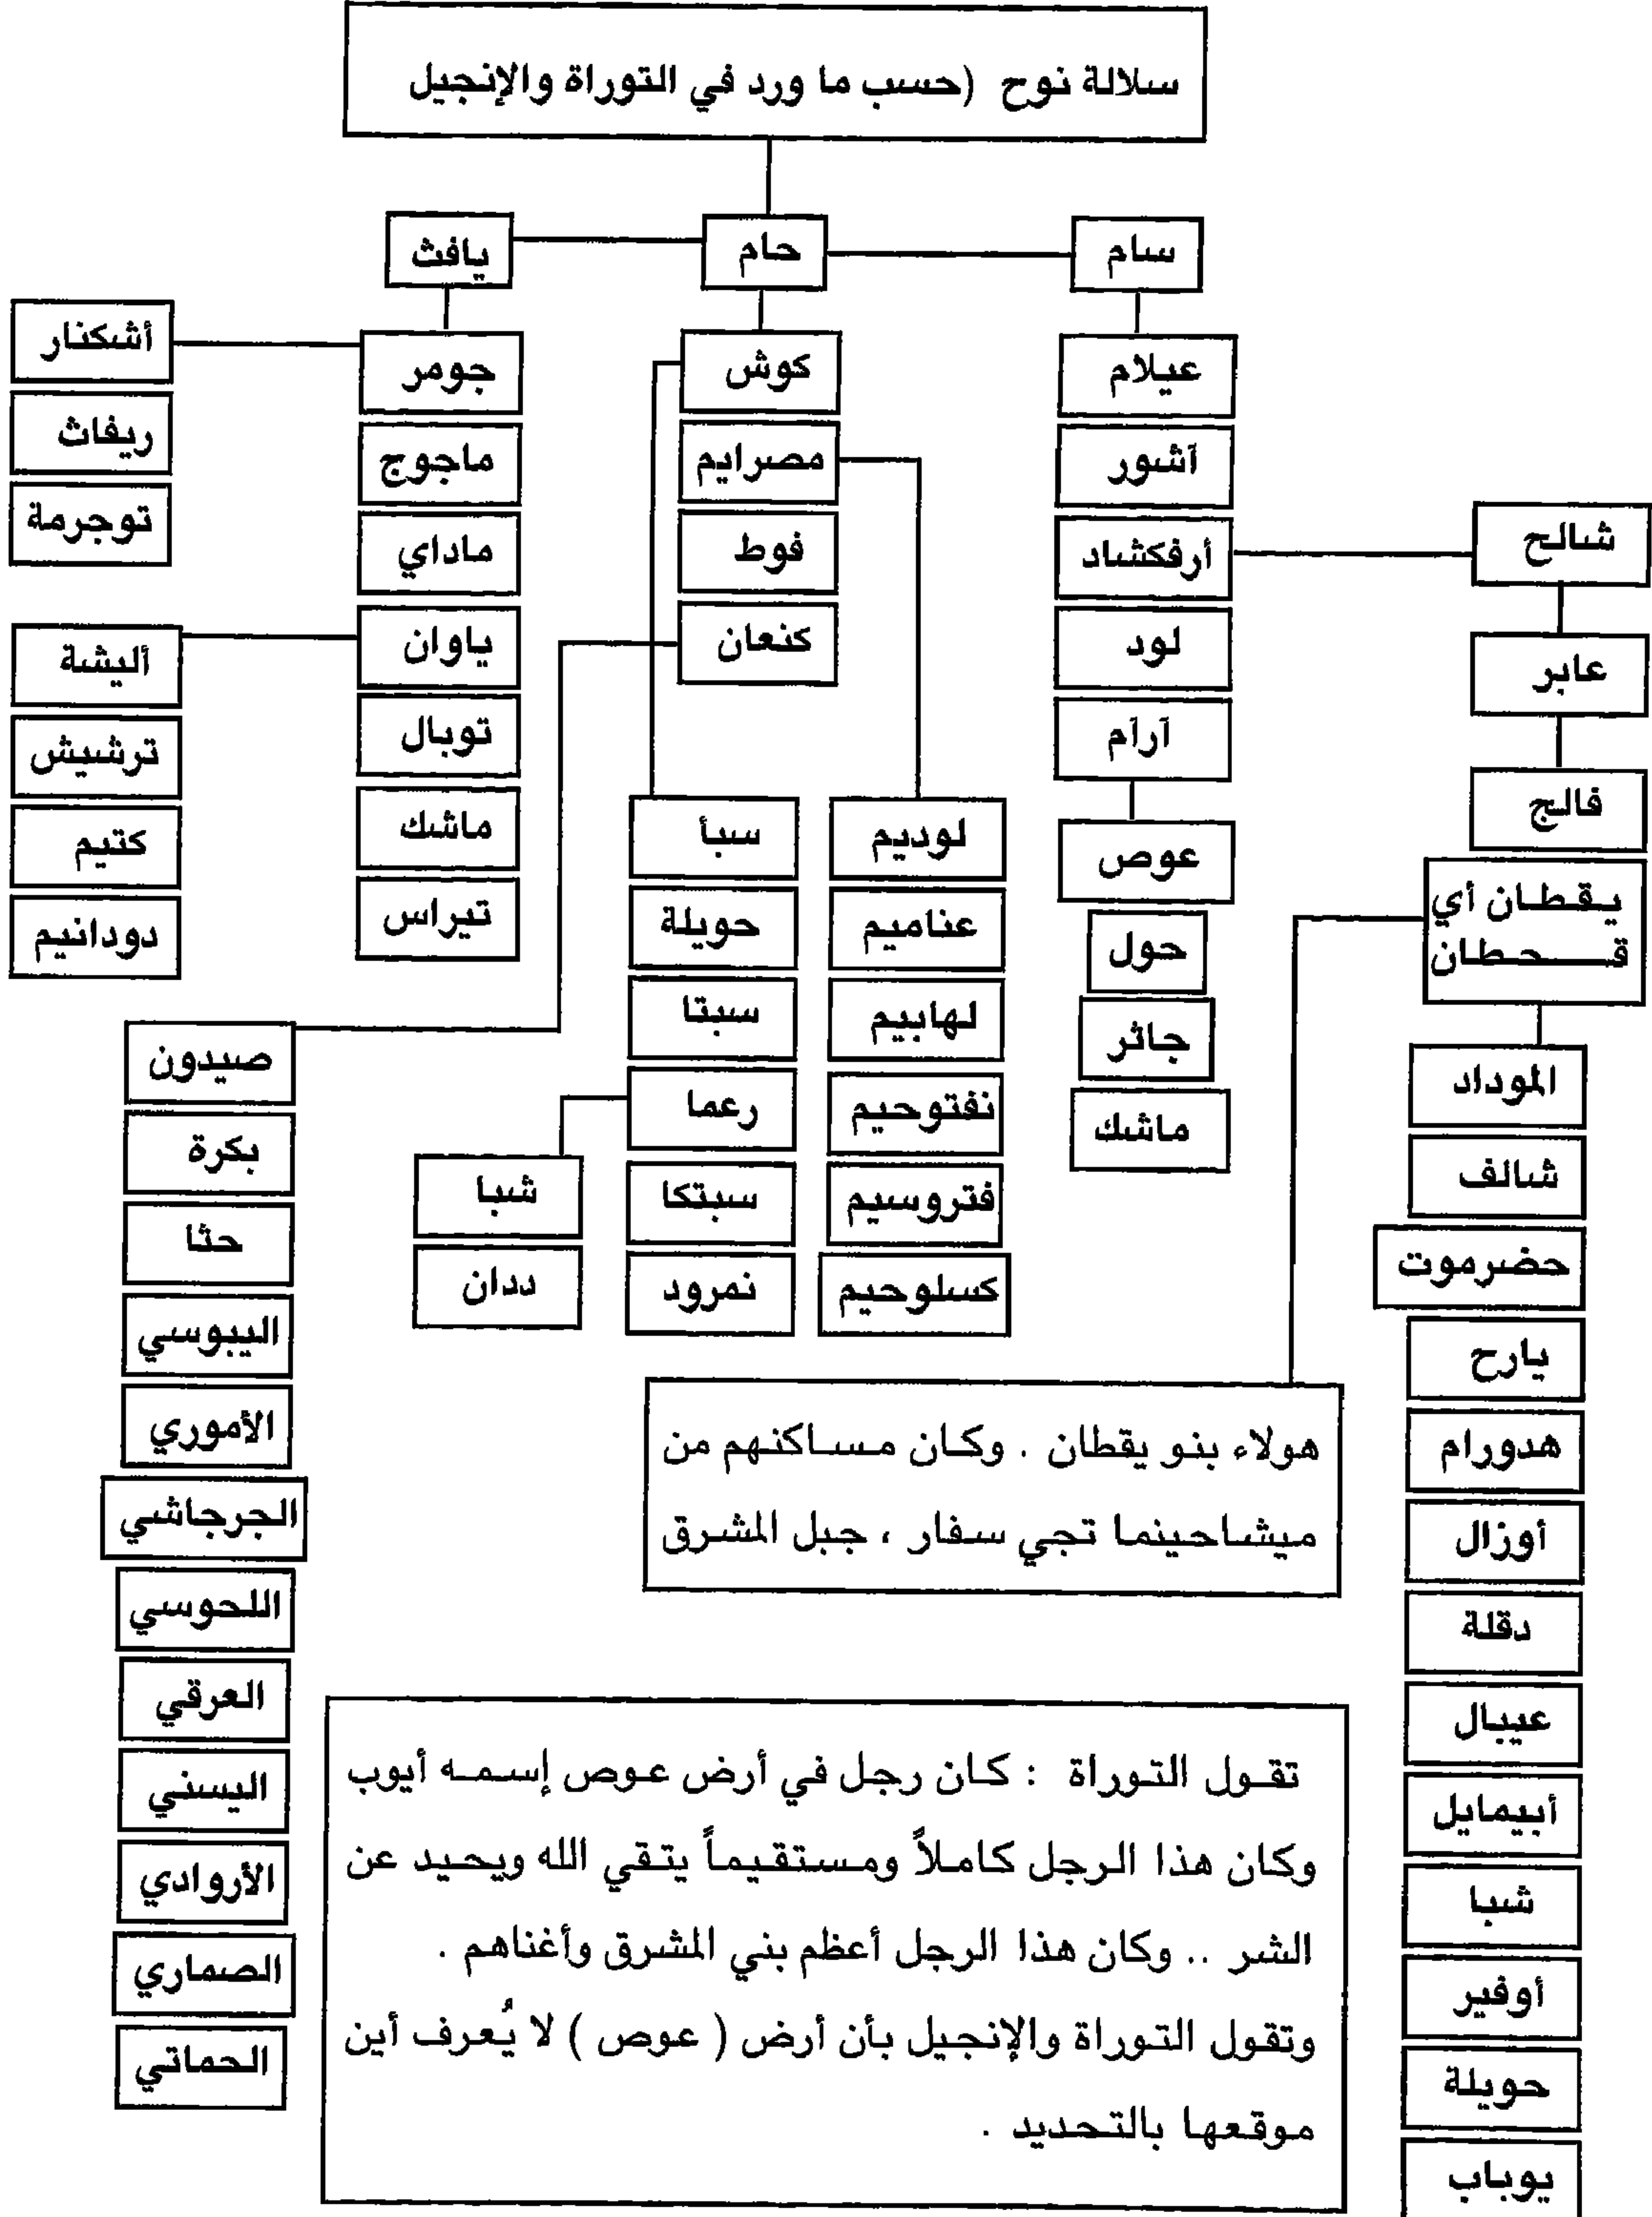 سلالة نوح (حسب ما ورد في التوراة والإنجيل
سام
حام
يافث
عيلام
آشور
أرفكشاد
لود
آرآم
عوص
حول
جاثر
ماشك
شالح
عابر
فالج
يـقـطـان أي
قـــحـطـان
الموداد
شالف
حضرموت
يارح
هدورام
أوزال
دقلة
عيبال
أبيمايل
شبا
أوفير
حويلة
يوباب
كوش
مصرايم
فوط
كنعان
لوديم
عناميم
لهابيم
نفتوحيم
فتروسيم
كسلوحيم
سبأ
حويلة
سبتا
رعما
سبتكا
نمرود
شبا
ددان
جومر
ماجوج
ماداي
ياوان
توبال
ماشك
تيراس
أشكنار
ريفاث
توجرمة
أليشة
ترشيش
كتيم
دودانيم
صيدون
بكرة
حثا
اليبوسي
الأموري
الجرجاشي
اللحوسي
العرقي
اليسني
الأروادي
الصماري
الحماتي
هولاء بنو يقطان . وكان مساكنهم من
ميشاحينما تجي سفار ، جبل المشرق
تقول التوراة : كان رجل في أرض عوص إسمه أيوب
وكان هذا الرجل كاملاً ومستقيماً يتقي الله ويحيد عن
الشر .. وكان هذا الرجل أعظم بني المشرق وأغناهم .
وتقول التوراة والإنجيل بأن أرض ( عوص ) لا يُعرف أين
موقعها بالتحديد .